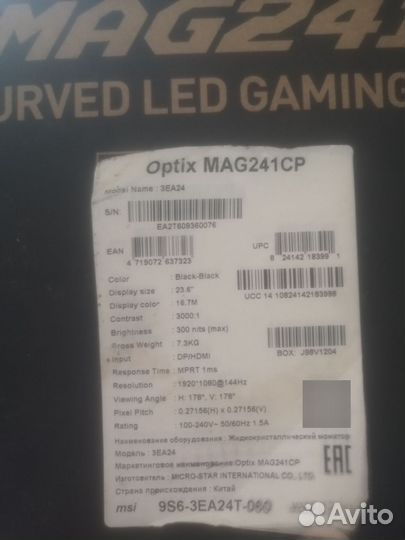 MAG241
URVED LED GAMING
Optix MAG241CP
Model Name : 3EA24
S/N:
EA2T609360076
EAN
4 719072 637323
UPC
8 24142 18399 1
Color : Black-Black
Display size : 23.6"
Display color : 16.7M
Contrast : 3000:1
Brightness : 300 nits (max)
Gross Weight : 7.3KG
Input : DP/HDMI
Response Time : MPRT 1ms
Resolution : 1920*1080@144Hz
Viewing Angle : H: 178°, V: 178°
Pixel Pitch : 0.27156(H) x 0.27156(V)
Rating : 100-240V~ 50/60Hz 1.5A
UCC 14 10824142183998
BOX: J98V1204
Наименование оборудования : Жидкокристаллический монитор
Модель : 3EA24
Маркетинговое наименование : Optix MAG241CP
Изготовитель : MICRO-STAR INTERNATIONAL CO., LTD.
Страна происхождения : Китай
EAC
msi 9S6-3EA24T-060
Avito